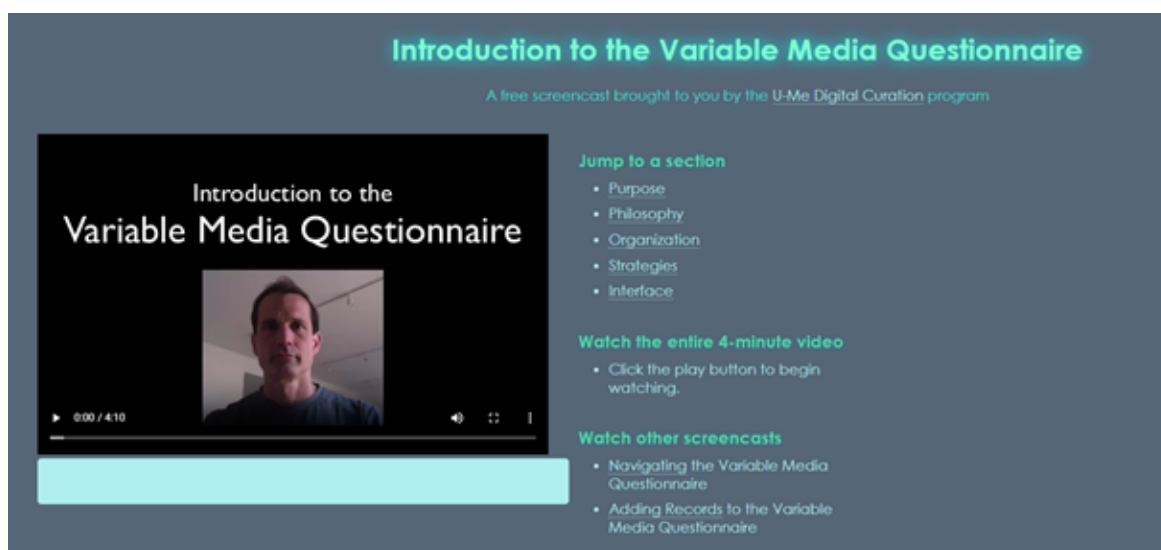 Introduction to the Variable Media Questionnaire
A free screencast brought to you by the U-Me Digital Curation program
Introduction to the
Variable Media Questionnaire
0:00 / 4:10
Jump to a section
• Purpose
• Philosophy
• Organization
• Strategies
• Interface
Watch the entire 4-minute video
• Click the play button to begin
watching.
Watch other screencasts
• Navigating the Variable Media
Questionnaire
• Adding Records to the Variable
Media Questionnaire